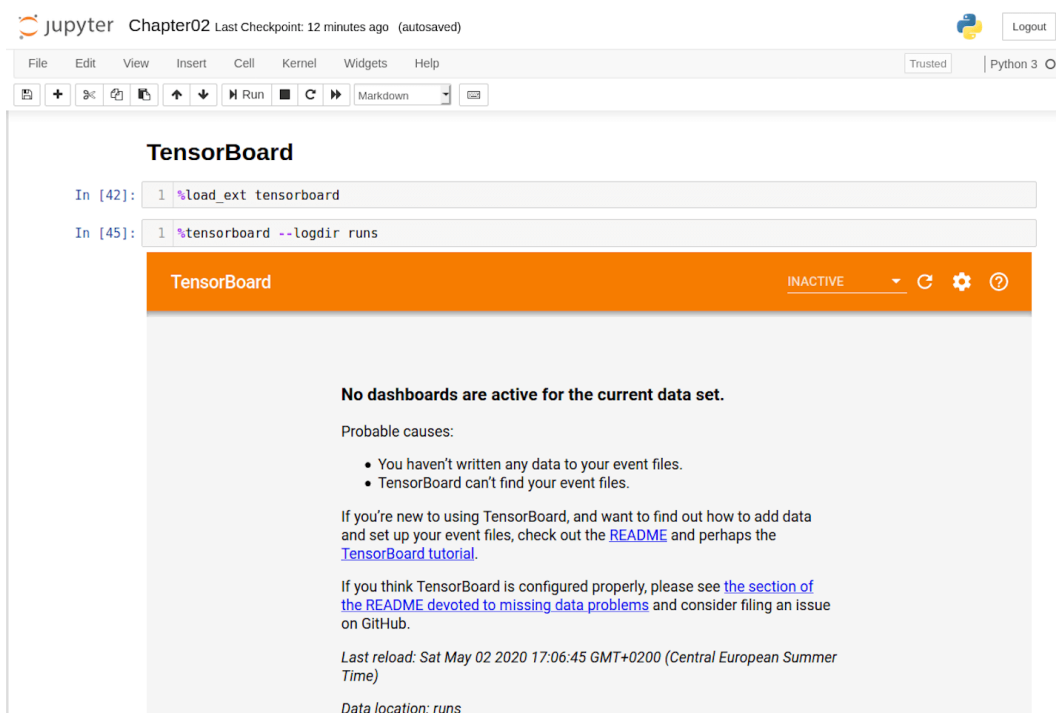 jupyter Chapter02 Last Checkpoint: 12 minutes ago (autosaved) Logout
File Edit View Insert Cell Kernel Widgets Help Trusted Python 3
Run Markdown
TensorBoard
In [42]: 1 %load_ext tensorboard
In [45]: 1 %tensorboard --logdir runs
TensorBoard INACTIVE
No dashboards are active for the current data set.
Probable causes:
• You haven’t written any data to your event files.
• TensorBoard can’t find your event files.
If you’re new to using TensorBoard, and want to find out how to add data
and set up your event files, check out the README and perhaps the
TensorBoard tutorial.
If you think TensorBoard is configured properly, please see the section of
the README devoted to missing data problems and consider filing an issue
on GitHub.
Last reload: Sat May 02 2020 17:06:45 GMT+0200 (Central European Summer
Time)
Data location: runs